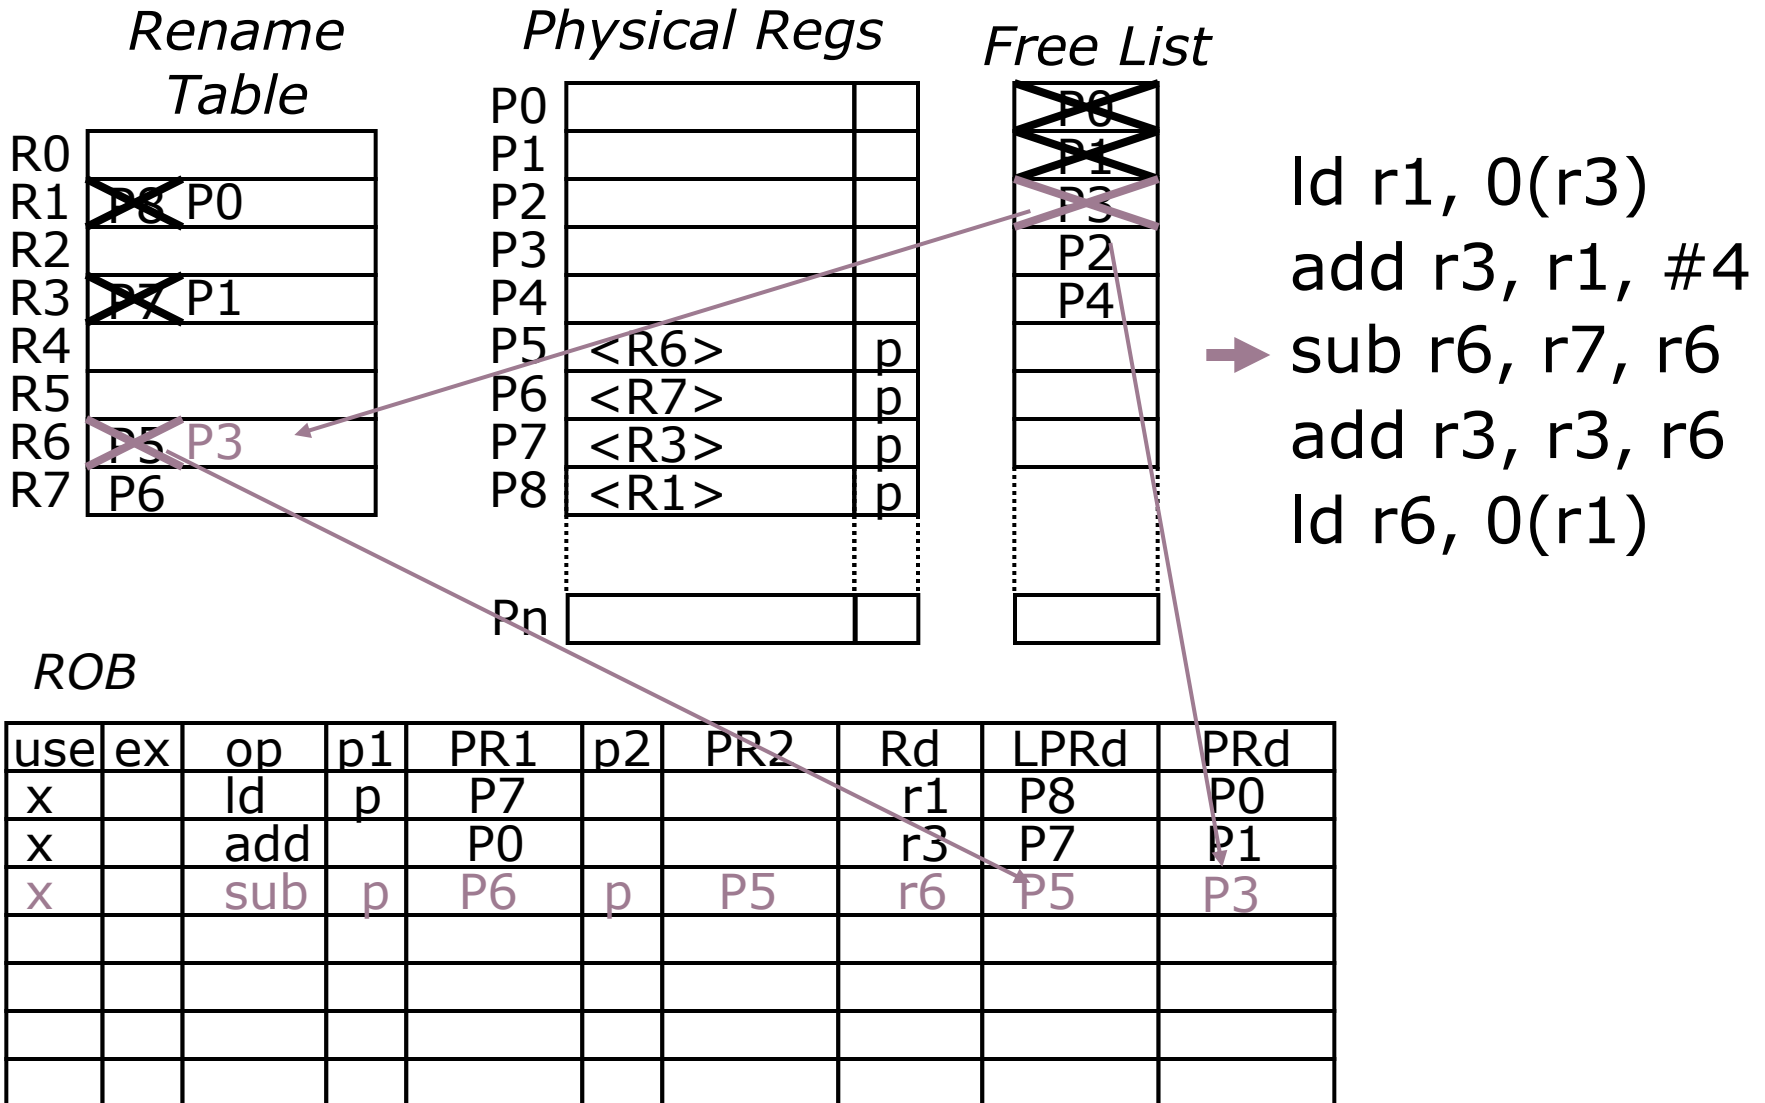 Rename
Table
R0
R1 P8 P0
R2
R3 P7 P1
R4
R5
R6 P5 P3
R7 P6
Physical Regs
P0
P1
P2
P3
P4
P5 <R6> p
P6 <R7> p
P7 <R3> p
P8 <R1> p
Pn
Free List
P0
P1
P3
P2
P4
ld r1, 0(r3)
add r3, r1, #4
sub r6, r7, r6
add r3, r3, r6
ld r6, 0(r1)
ROB
use ex op p1 PR1 p2 PR2 Rd LPRd PRd
x ld p P7 r1 P8 P0
x add P0 r3 P7 P1
x sub p P6 p P5 r6 P5 P3